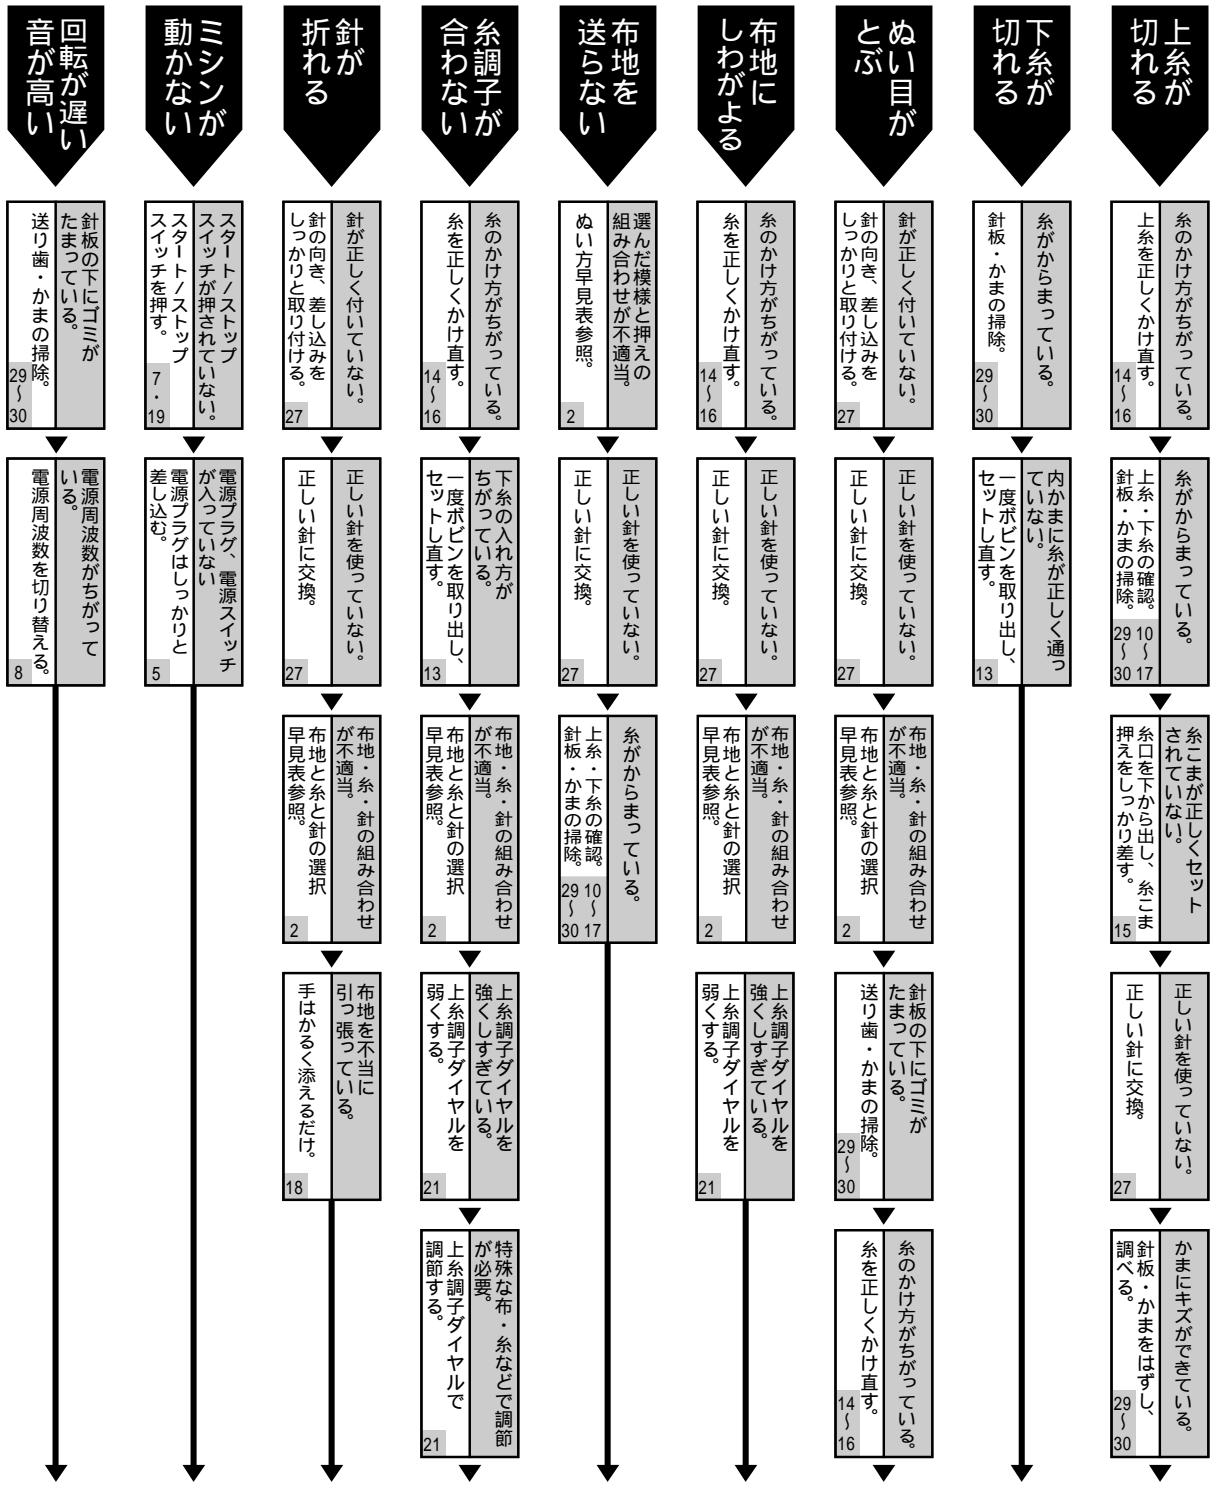 上糸が
切れる
糸のかけ方がちがっている。
上糸を正しくかけ直す。
14～16
糸がからまっている。
上糸・下糸の確認。
10～17
針板・かまの掃除。
29～30
糸こまが正しくセット
されていない。
糸口を下から出し、糸こま
押えをしっかり差す。
15
正しい針を使っていない。
正しい針に交換。
27
かまにキズができている。
針板・かまをはずし、
調べる。
29～30
下糸が
切れる
糸がからまっている。
針板・かまの掃除。
29～30
内かまに糸が正しく通っ
ていない。
一度ボビンを取り出し、
セットし直す。
13
ぬい目が
とぶ
針が正しく付いていない。
針の向き、差し込みを
しっかりと取り付ける。
27
正しい針を使っていない。
正しい針に交換。
27
布地・糸・針の組み合わせ
が不適当。
布地と糸と針の選択
早見表参照。
2
針板の下にゴミが
たまっている。
送り歯・かまの掃除。
29～30
糸のかけ方がちがっている。
糸を正しくかけ直す。
14～16
布地に
しわがよる
糸のかけ方がちがっている。
糸を正しくかけ直す。
14～16
正しい針を使っていない。
正しい針に交換。
27
布地・糸・針の組み合わせ
が不適当。
布地と糸と針の選択
早見表参照。
2
上糸調子ダイヤルを
強くしすぎている。
上糸調子ダイヤルを
弱くする。
21
布地を
送らない
選んだ模様と押えの
組み合わせが不適当。
ぬい方早見表参照。
2
正しい針を使っていない。
正しい針に交換。
27
糸がからまっている。
上糸・下糸の確認。
10～17
針板・かまの掃除。
29～30
糸調子が
合わない
糸のかけ方がちがっている。
糸を正しくかけ直す。
14～16
下糸の入れ方が
ちがっている。
一度ボビンを取り出し、
セットし直す。
13
布地・糸・針の組み合わせ
が不適当。
布地と糸と針の選択
早見表参照。
2
上糸調子ダイヤルを
強くしすぎている。
上糸調子ダイヤルを
弱くする。
21
特殊な布・糸などで調節
が必要。
上糸調子ダイヤルで
調節する。
21
針が
折れる
針が正しく付いていない。
針の向き、差し込みを
しっかりと取り付ける。
27
正しい針を使っていない。
正しい針に交換。
27
布地・糸・針の組み合わせ
が不適当。
布地と糸と針の選択
早見表参照。
2
布地を不当に
引っ張っている。
手はかるく添えるだけ。
18
ミシンが
動かない
スタート/ストップ
スイッチが押されていない。
スタート/ストップ
スイッチを押す。
7・19
電源プラグ、電源スイッチ
が入っていない
電源プラグはしっかりと
差し込む。
5
回転が遅い
音が高い
針板の下にゴミが
たまっている。
送り歯・かまの掃除。
29～30
電源周波数がちがって
いる。
電源周波数を切り替える。
8